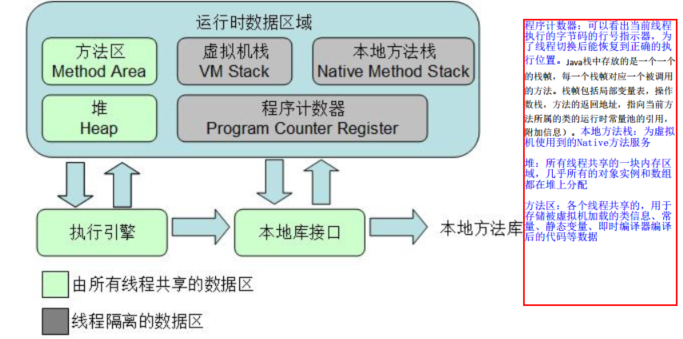 运行时数据区域
方法区
Method Area
虚拟机栈
VM Stack
本地方法栈
Native Method Stack
堆
Heap
程序计数器
Program Counter Register
执行引擎
本地库接口
本地方法库
由所有线程共享的数据区
线程隔离的数据区
程序计数器：可以看出当前线程
执行的字节码的行号指示器，为
了线程切换后能恢复到正确的执
行位置。Java栈中存放的是一个一个
的栈帧，每一个栈帧对应一个被调用
的方法。栈帧包括局部变量表，操作
数栈，方法的返回地址，指向当前方
法所属的类的运行时常量池的引用，
附加信息）。本地方法栈：为虚拟
机使用到的Native方法服务
堆：所有线程共享的一块内存区
域，几乎所有的对象实例和数组
都在堆上分配
方法区：各个线程共享的，用于
存储被虚拟机加载的类信息、常
量、静态变量、即时编译器编译
后的代码等数据